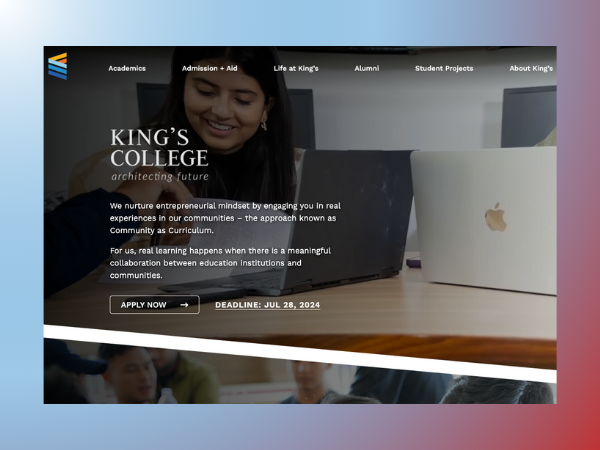 Academics
Admission + Aid
Life at King's
Alumni
Student Projects
About King's
KING'S
COLLEGE
architecting future
We nurture entrepreneurial mindset by engaging you in real
experiences in our communities – the approach known as
Community as Curriculum.
For us, real learning happens when there is a meaningful
collaboration between education institutions and
communities.
APPLY NOW →
DEADLINE: JUL 28, 2024